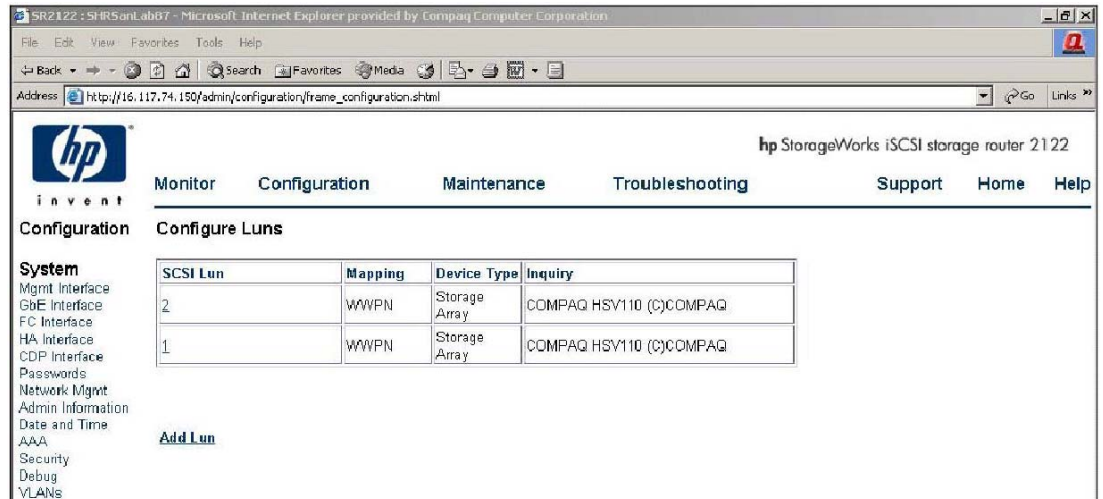 SR2122 : SHRSanLab87 - Microsoft Internet Explorer provided by Compaq Computer Corporation
File Edit View Favorites Tools Help
Back Search Favorites Media
Address http://16.117.74.150/admin/configuration/frame_configuration.shtml Go Links »
hp
invent
hp StorageWorks iSCSI storage router 2122
Monitor Configuration Maintenance Troubleshooting Support Home Help
Configuration
Configure Luns
System
Mgmt Interface
GbE Interface
FC Interface
HA Interface
CDP Interface
Passwords
Network Mgmt
Admin Information
Date and Time
AAA
Security
Debug
VLANs
SCSI Lun Mapping Device Type Inquiry
2 WWPN Storage Array COMPAQ HSV110 (C)COMPAQ
1 WWPN Storage Array COMPAQ HSV110 (C)COMPAQ
Add Lun